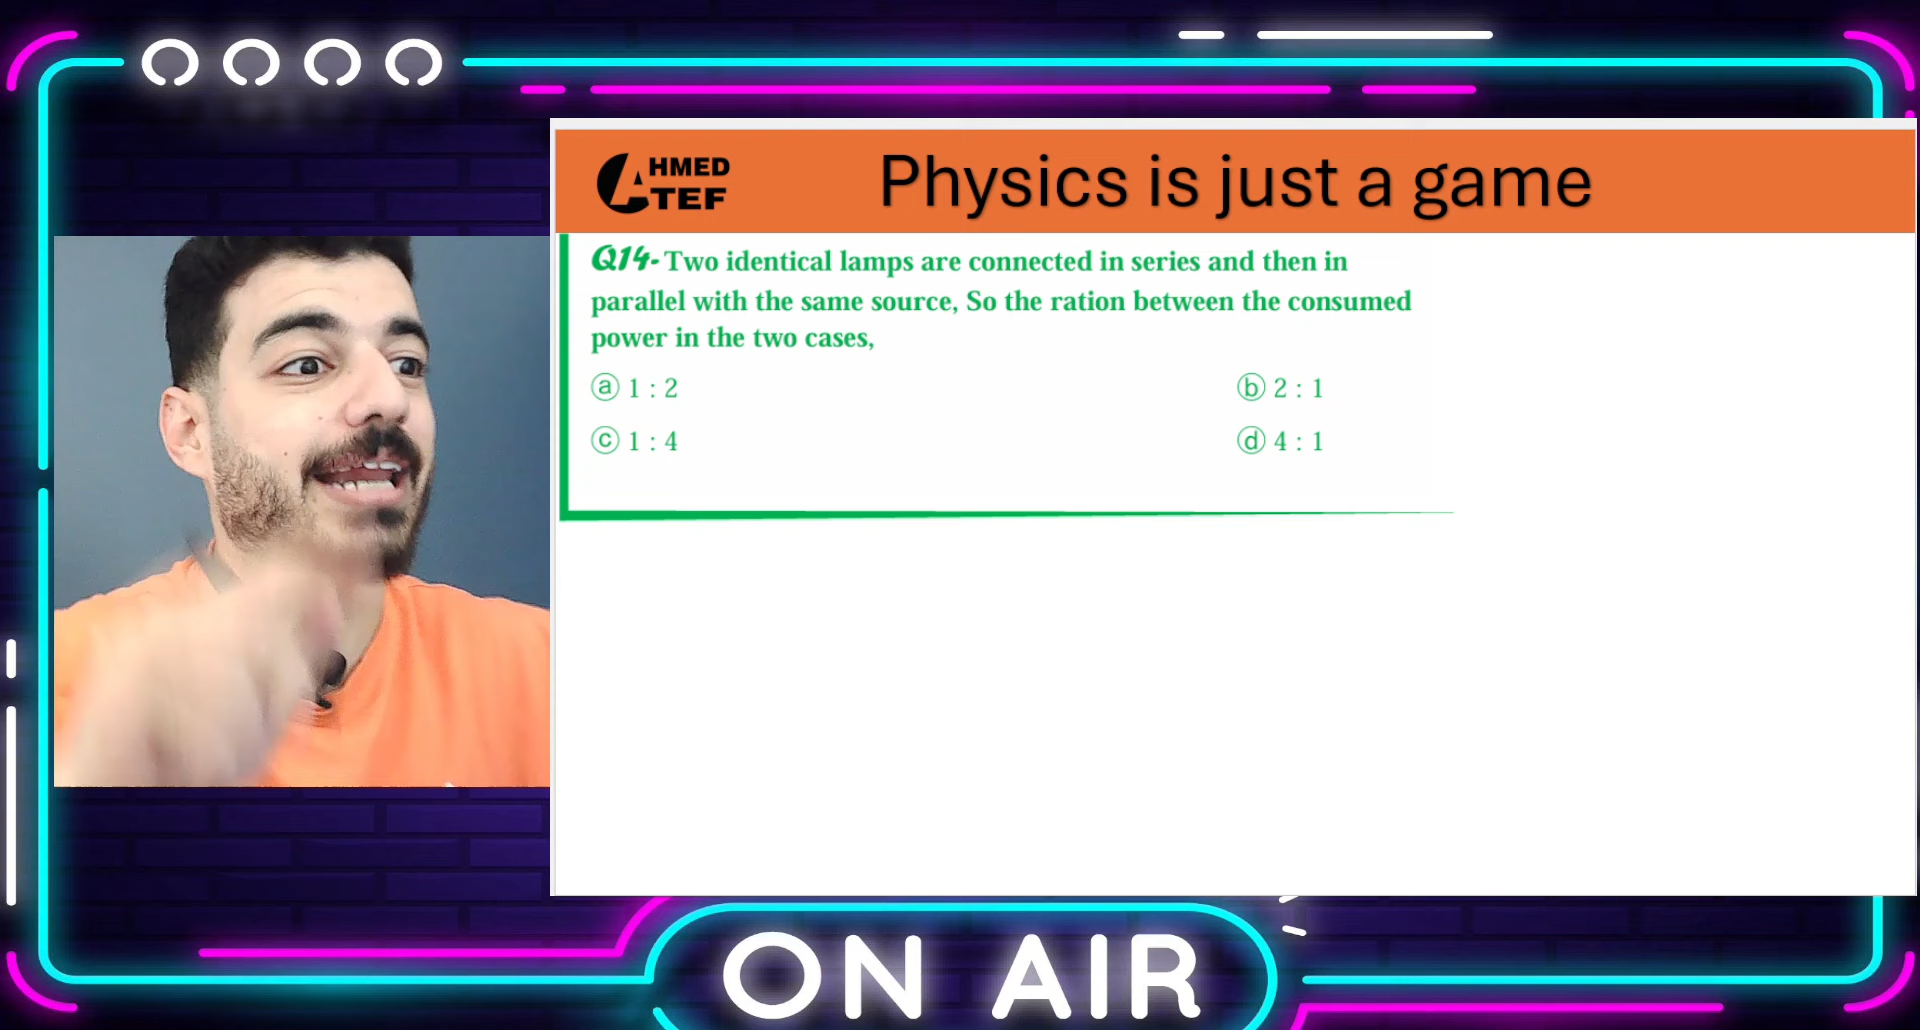 AHMED
ATEF
Physics is just a game
Q14- Two identical lamps are connected in series and then in
parallel with the same source, So the ration between the consumed
power in the two cases,
ⓐ 1 : 2
ⓑ 2 : 1
ⓒ 1 : 4
ⓓ 4 : 1
ON AIR